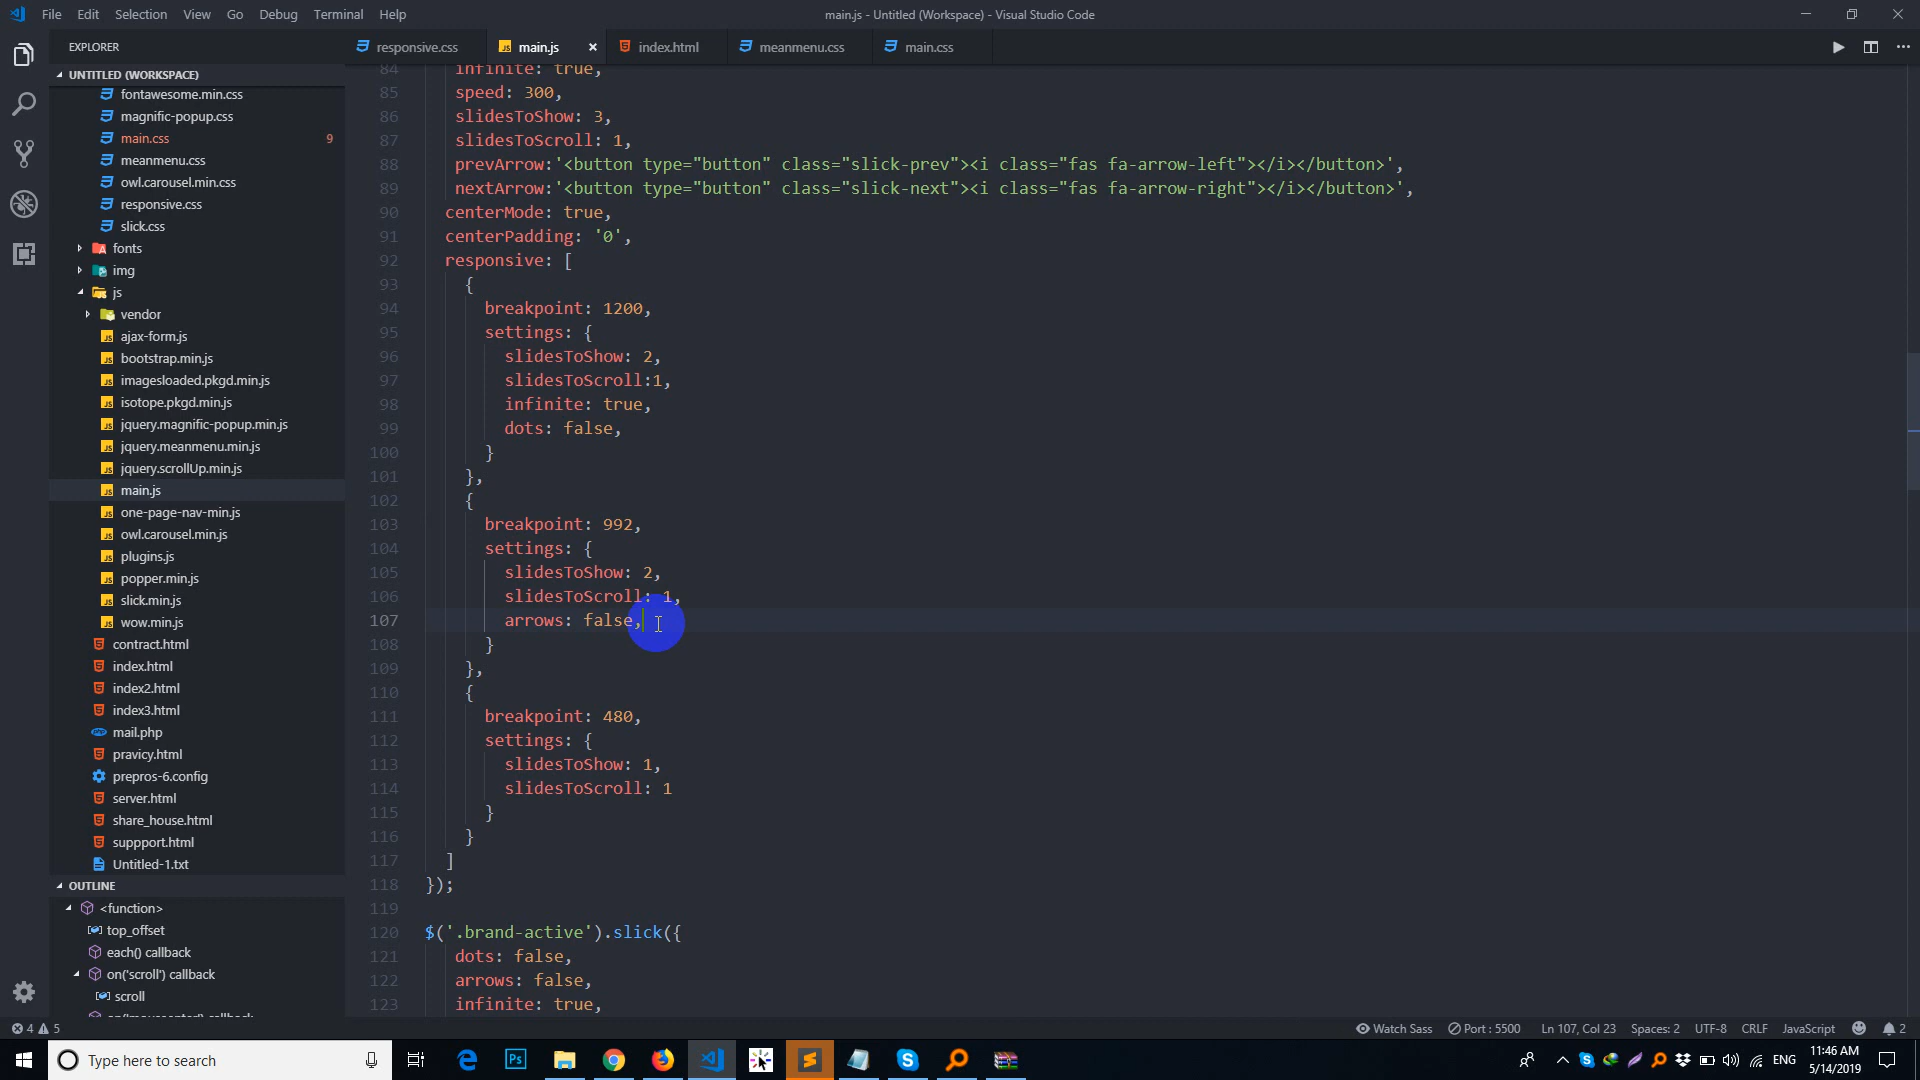 File Edit Selection View Go Debug Terminal Help
main.js - Untitled (Workspace) - Visual Studio Code
EXPLORER
responsive.css
main.js
index.html
meanmenu.css
main.css
UNTITLED (WORKSPACE)
fontawesome.min.css
magnific-popup.css
main.css 9
meanmenu.css
owl.carousel.min.css
responsive.css
slick.css
fonts
img
js
vendor
ajax-form.js
bootstrap.min.js
imagesloaded.pkgd.min.js
isotope.pkgd.min.js
jquery.magnific-popup.min.js
jquery.meanmenu.min.js
jquery.scrollUp.min.js
main.js
one-page-nav-min.js
owl.carousel.min.js
plugins.js
popper.min.js
slick.min.js
wow.min.js
contract.html
index.html
index2.html
index3.html
mail.php
pravicy.html
prepros-6.config
server.html
share_house.html
suppport.html
Untitled-1.txt
OUTLINE
<function>
top_offset
each() callback
on('scroll') callback
scroll
84 infinite: true,
85 speed: 300,
86 slidesToShow: 3,
87 slidesToScroll: 1,
88 prevArrow:'<button type="button" class="slick-prev"><i class="fas fa-arrow-left"></i></button>',
89 nextArrow:'<button type="button" class="slick-next"><i class="fas fa-arrow-right"></i></button>',
90 centerMode: true,
91 centerPadding: '0',
92 responsive: [
93 {
94 breakpoint: 1200,
95 settings: {
96 slidesToShow: 2,
97 slidesToScroll:1,
98 infinite: true,
99 dots: false,
100 }
101 },
102 {
103 breakpoint: 992,
104 settings: {
105 slidesToShow: 2,
106 slidesToScroll: 1,
107 arrows: false,
108 }
109 },
110 {
111 breakpoint: 480,
112 settings: {
113 slidesToShow: 1,
114 slidesToScroll: 1
115 }
116 }
117 ]
118 });
119
120 $('.brand-active').slick({
121 dots: false,
122 arrows: false,
123 infinite: true,
4 5
Watch Sass Port : 5500 Ln 107, Col 23 Spaces: 2 UTF-8 CRLF JavaScript 2
Type here to search
Ps
ENG
11:46 AM
5/14/2019